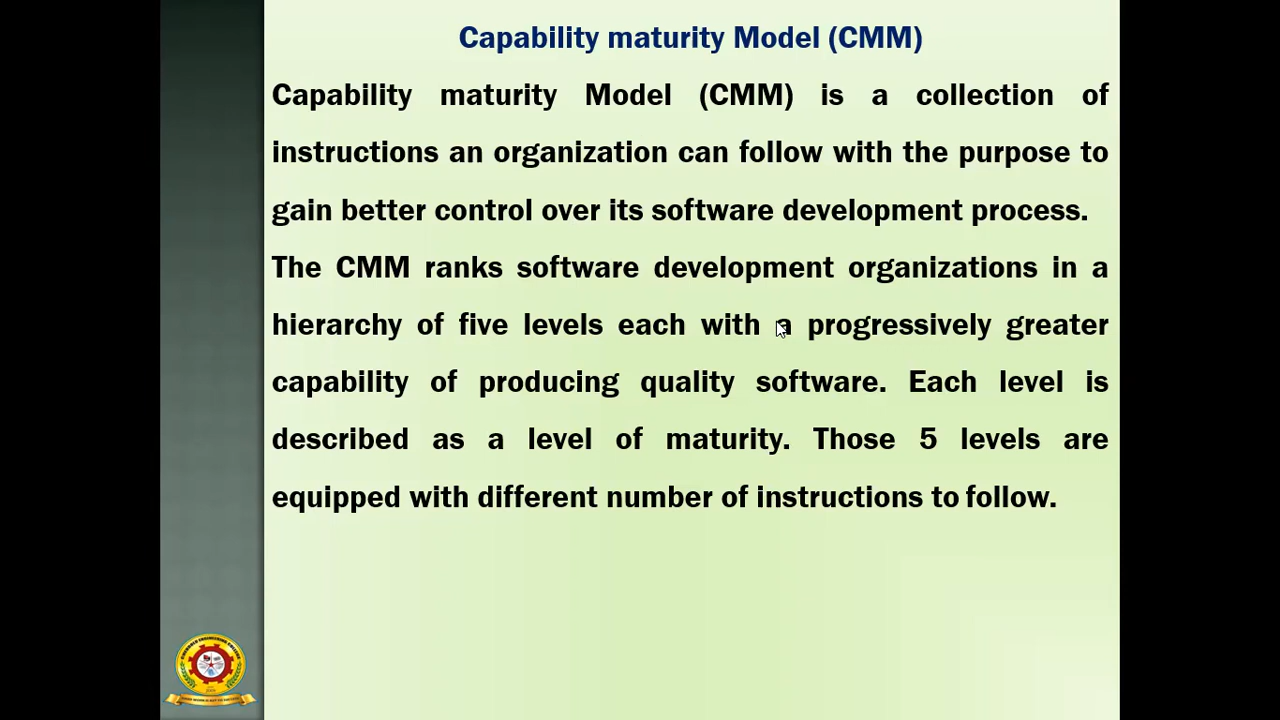 Capability maturity Model (CMM)
Capability maturity Model (CMM) is a collection of
instructions an organization can follow with the purpose to
gain better control over its software development process.
The CMM ranks software development organizations in a
hierarchy of five levels each with a progressively greater
capability of producing quality software. Each level is
described as a level of maturity. Those 5 levels are
equipped with different number of instructions to follow.